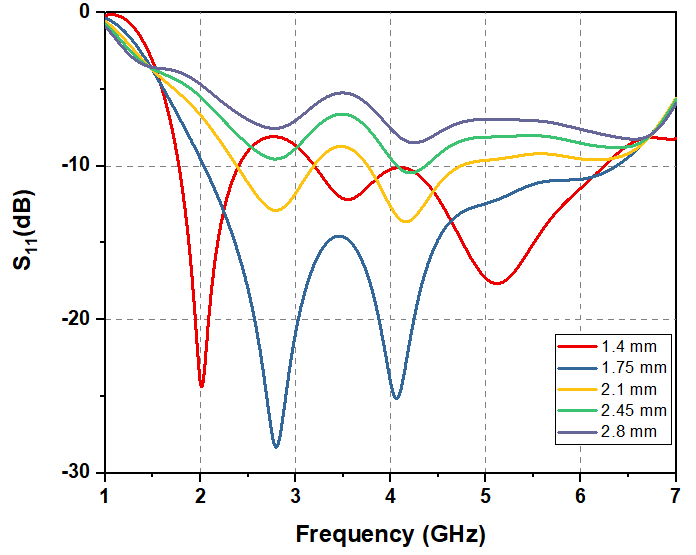 0
-10
-20
-30
S11(dB)
1.4 mm
1.75 mm
2.1 mm
2.45 mm
2.8 mm
1 2 3 4 5 6 7
Frequency (GHz)